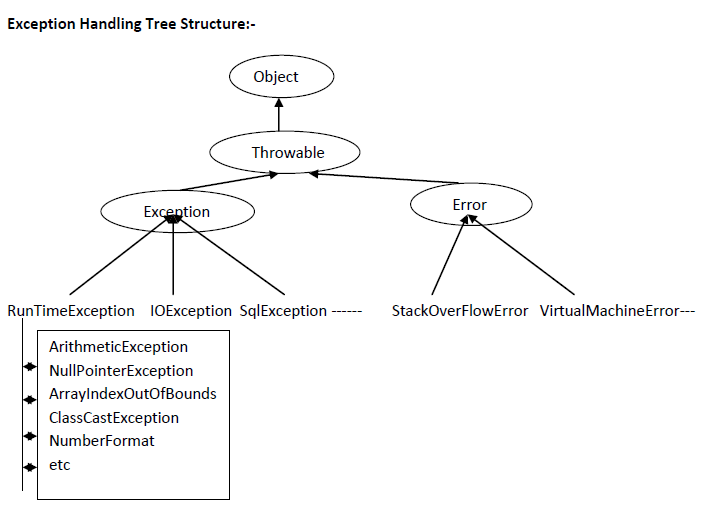 Exception Handling Tree Structure:-
Object
Throwable
Exception
Error
RunTimeException IOException SqlException ------ StackOverFlowError VirtualMachineError---
ArithmeticException
NullPointerException
ArrayIndexOutOfBounds
ClassCastException
NumberFormat
etc